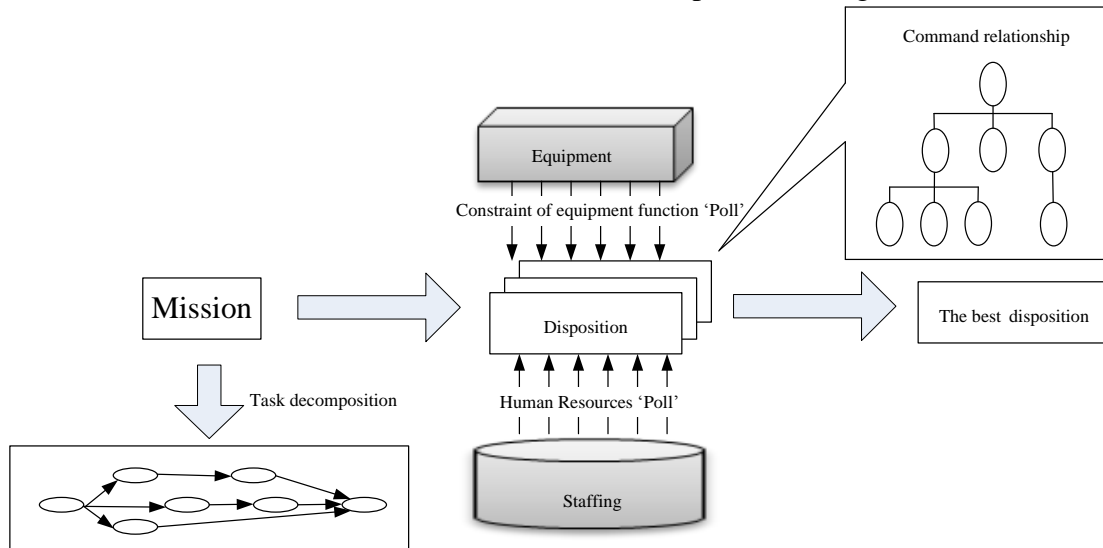 Command relationship
Equipment
Constraint of equipment function ‘Poll’
Mission
Disposition
The best disposition
Task decomposition
Human Resources ‘Poll’
Staffing